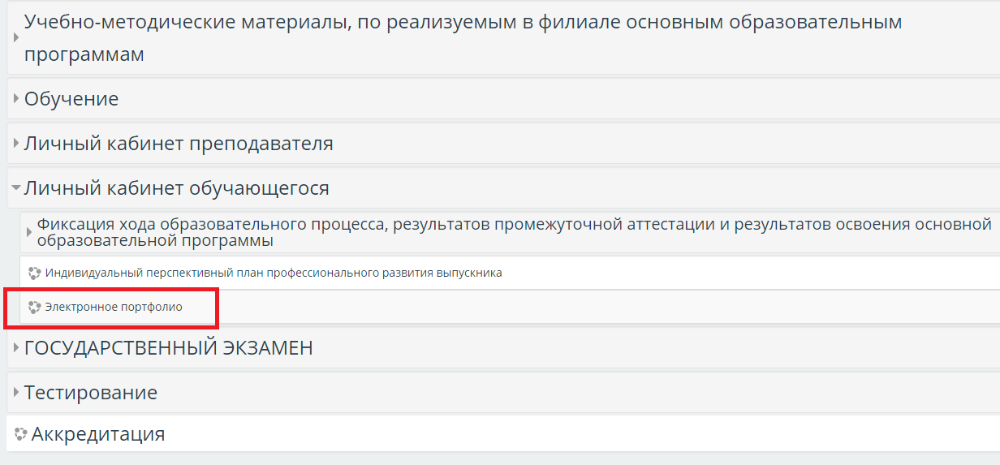 Учебно-методические материалы, по реализуемым в филиале основным образовательным
программам
Обучение
Личный кабинет преподавателя
Личный кабинет обучающегося
Фиксация хода образовательного процесса, результатов промежуточной аттестации и результатов освоения основной
образовательной программы
Индивидуальный перспективный план профессионального развития выпускника
Электронное портфолио
ГОСУДАРСТВЕННЫЙ ЭКЗАМЕН
Тестирование
Аккредитация